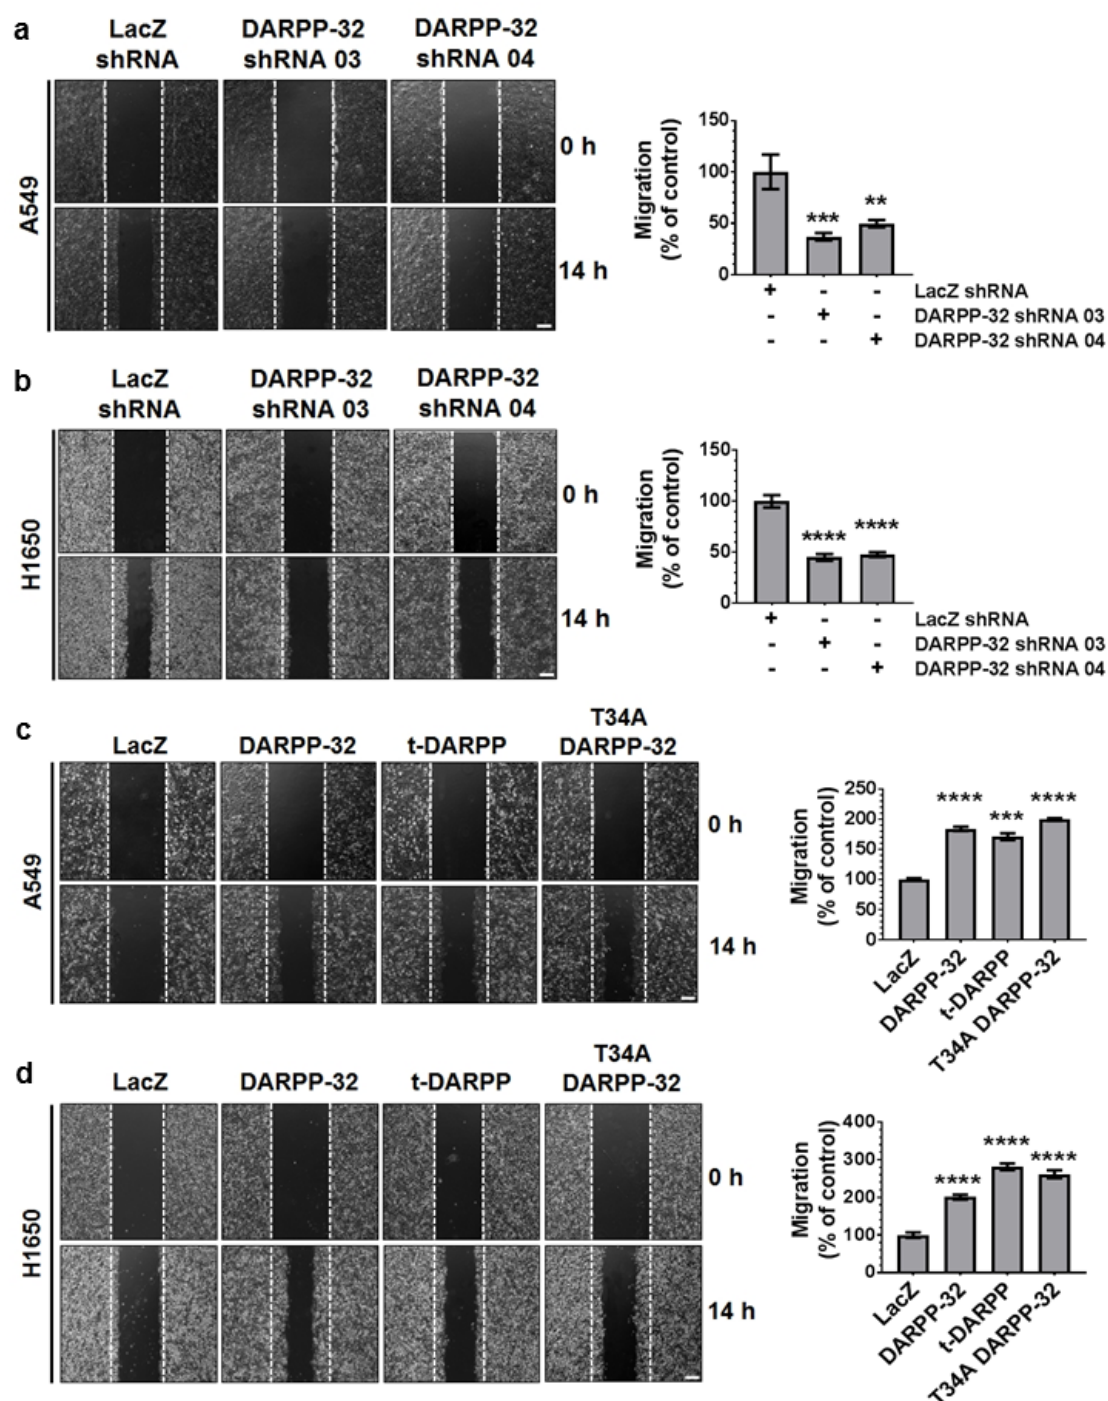 a
LacZ
shRNA
DARPP-32
shRNA 03
DARPP-32
shRNA 04
A549
0 h
14 h
Migration
(% of control)
150
100
50
0
***
**
+ - - LacZ shRNA
- + - DARPP-32 shRNA 03
- - + DARPP-32 shRNA 04
b
LacZ
shRNA
DARPP-32
shRNA 03
DARPP-32
shRNA 04
H1650
0 h
14 h
Migration
(% of control)
150
100
50
0
****
****
+ - - LacZ shRNA
- + - DARPP-32 shRNA 03
- - + DARPP-32 shRNA 04
c
LacZ
DARPP-32
t-DARPP
T34A
DARPP-32
A549
0 h
14 h
Migration
(% of control)
250
200
150
100
50
0
****
***
****
LacZ
DARPP-32
t-DARPP
T34A DARPP-32
d
LacZ
DARPP-32
t-DARPP
T34A
DARPP-32
H1650
0 h
14 h
Migration
(% of control)
400
300
200
100
0
****
****
****
LacZ
DARPP-32
t-DARPP
T34A DARPP-32